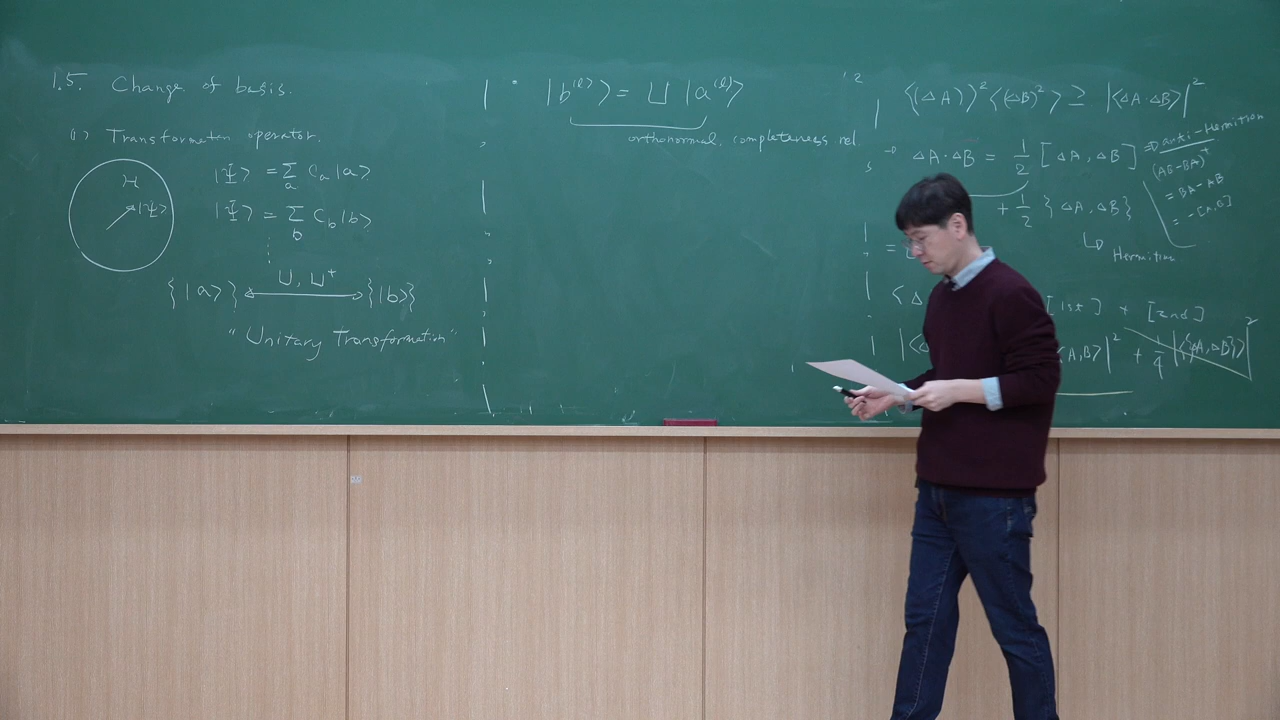 1.5. Change of basis.
(1) Transformation operator.
H
|Ψ⟩
|Ψ⟩ = Σ_a C_a |a⟩
|Ψ⟩ = Σ_b C_b |b⟩
U, U†
{|a⟩} ⟷ {|b⟩}
"Unitary Transformation"
|b^(l)⟩ = U |a^(l)⟩
orthonormal, completeness rel.
⟨(ΔA)⟩²⟨(ΔB)²⟩ ≥ |⟨ΔA·ΔB⟩|²
ΔA·ΔB = 1/2 [ΔA, ΔB]
+ 1/2 {ΔA, ΔB}
↳ Hermitian
⇒ anti-Hermitian
(AB-BA)†
= BA - AB
= -[A,B]
=
⟨Δ [1st] + [2nd]
|⟨ A,B⟩|² + 1/4 |⟨{ΔA,ΔB}⟩|²